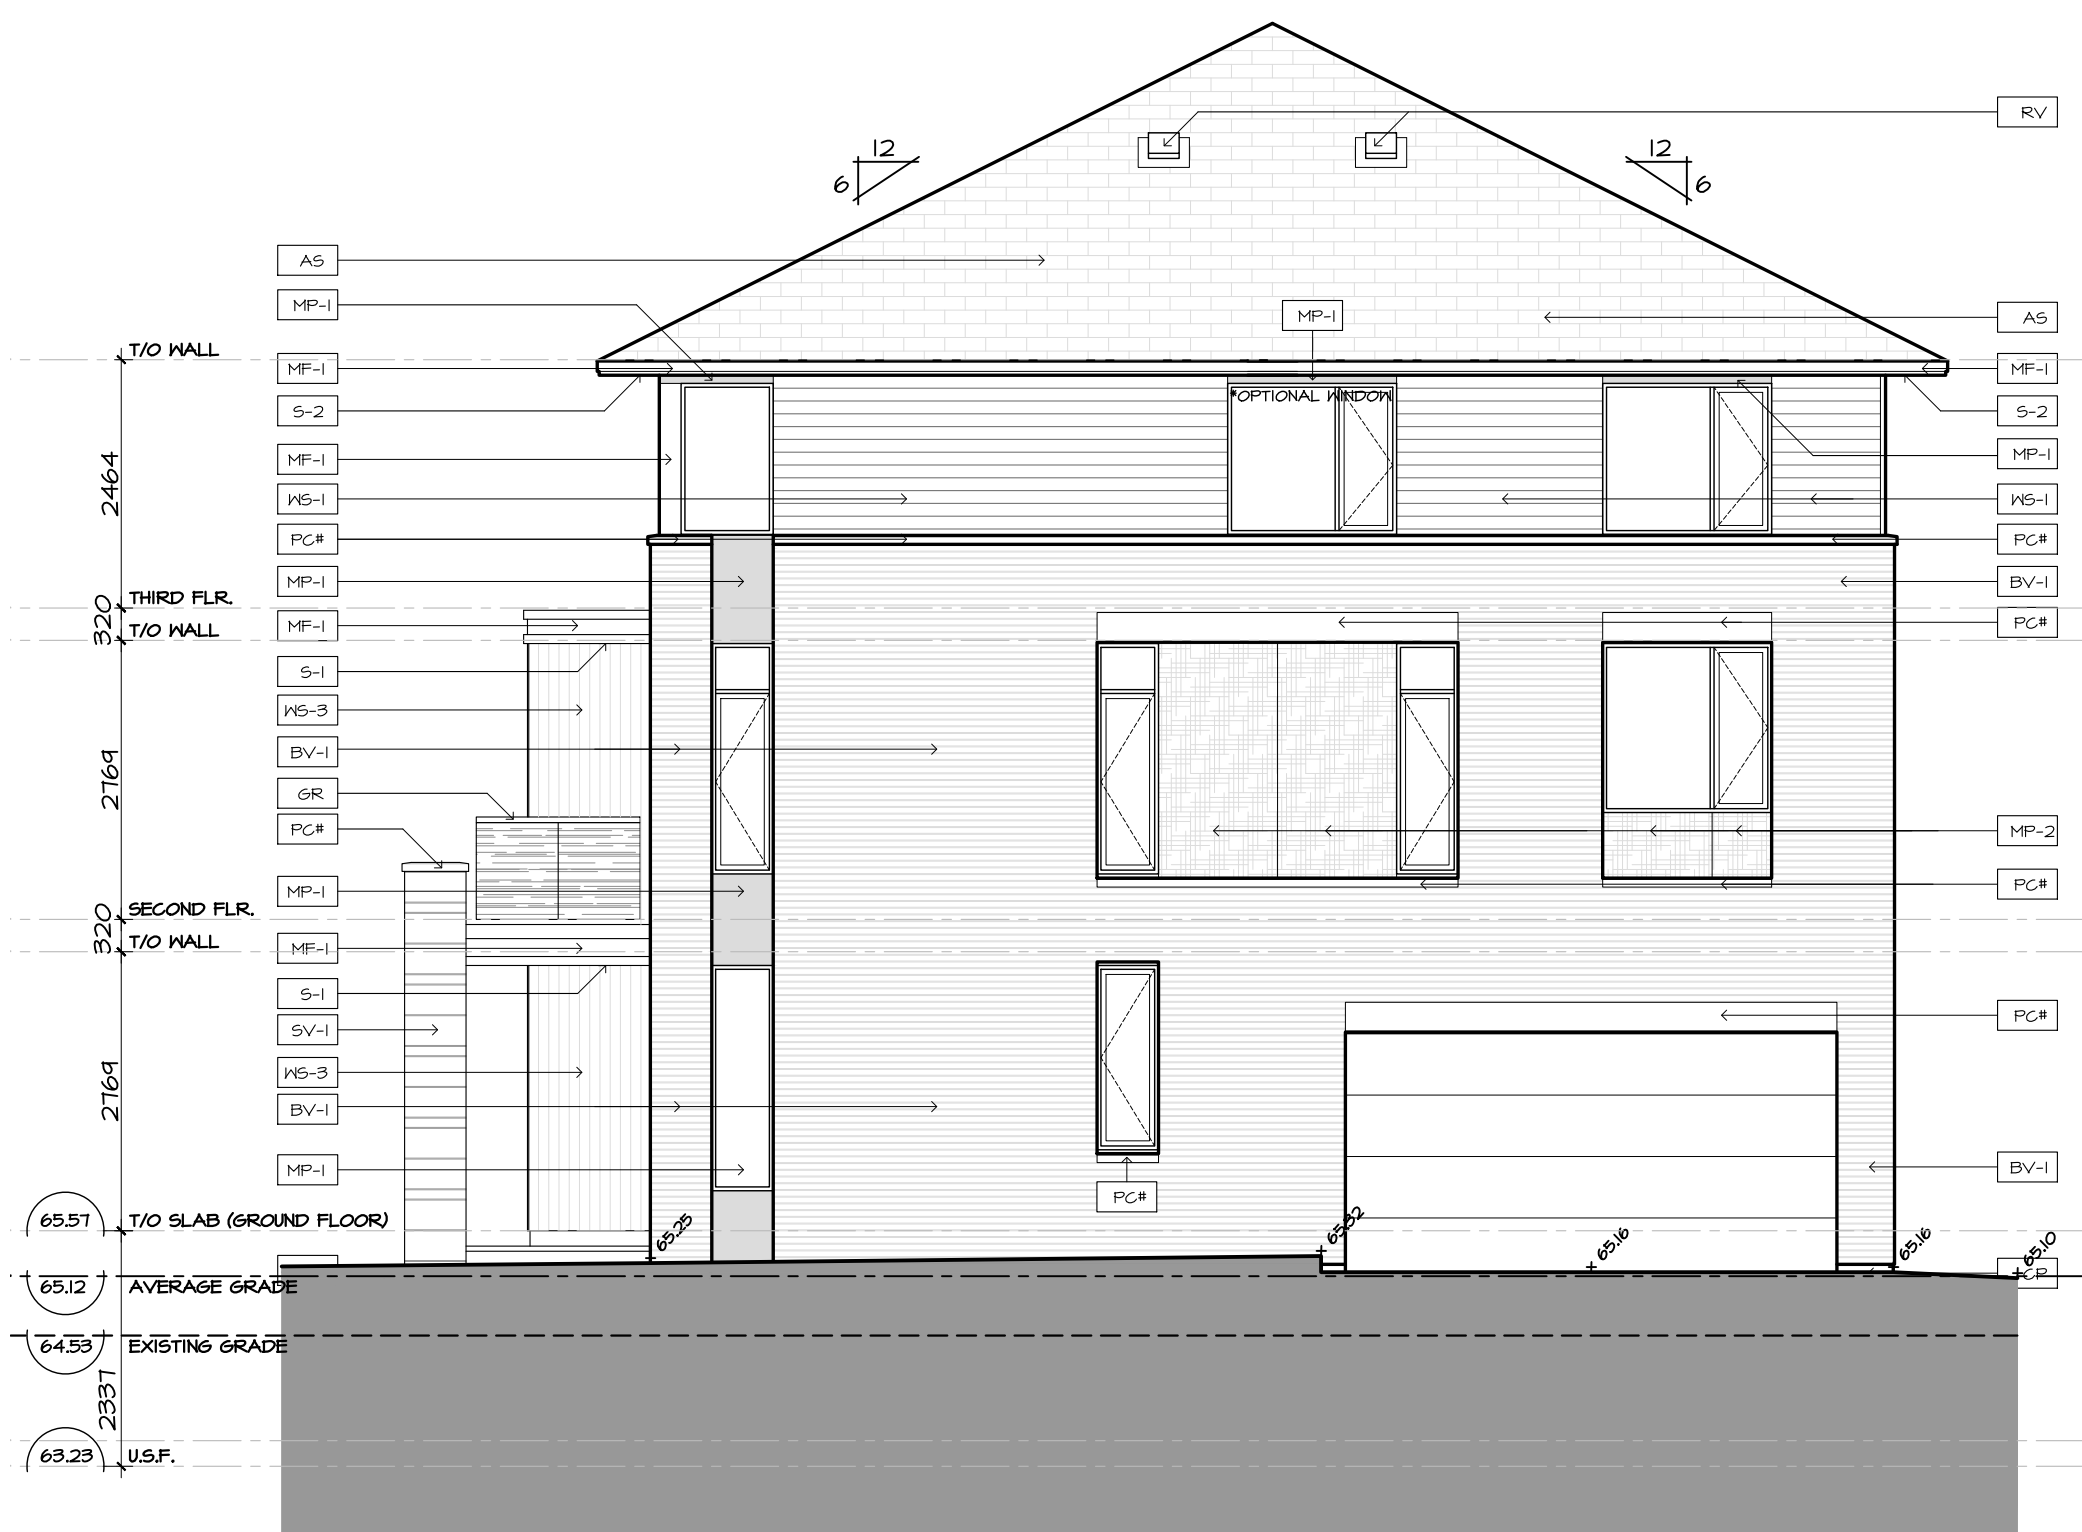 RV
12
6
12
6
AS
MP-1
MP-1
AS
T/O WALL
MF-1
MF-1
S-2
*OPTIONAL WINDOW
S-2
MF-1
MP-1
2464
WS-1
WS-1
PC#
PC#
MP-1
BV-1
THIRD FLR.
320
MF-1
PC#
T/O WALL
S-1
WS-3
BV-1
2769
GR
PC#
MP-2
MP-1
PC#
SECOND FLR.
320
T/O WALL
MF-1
S-1
SV-1
PC#
WS-3
2769
BV-1
MP-1
BV-1
PC#
65.57
T/O SLAB (GROUND FLOOR)
65.25
65.32
65.16
65.16
65.10
CP
65.12
AVERAGE GRADE
64.53
EXISTING GRADE
2337
63.23
U.S.F.